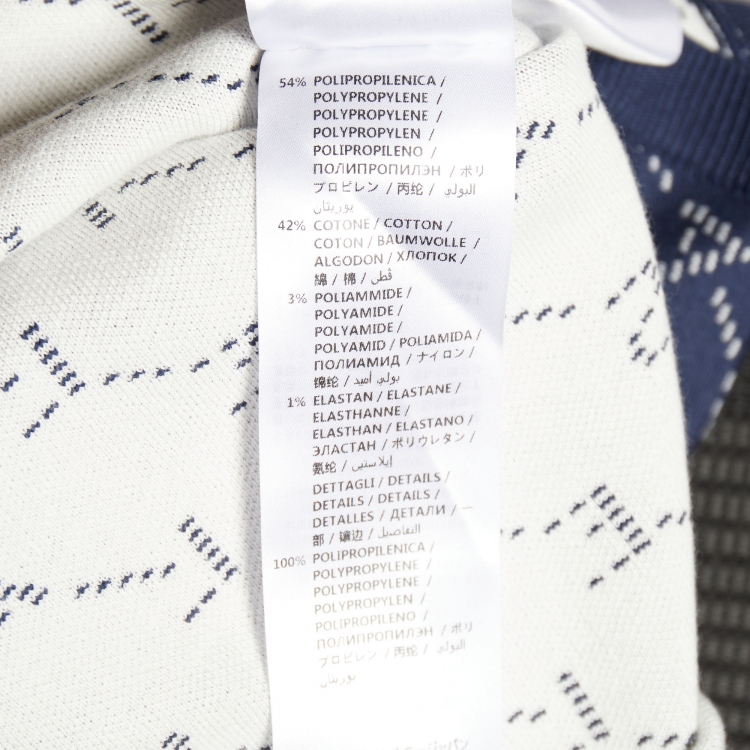 54% POLIPROPILENICA /
POLYPROPYLENE /
POLYPROPYLENE /
POLYPROPYLEN /
POLIPROPILENO /
ПОЛИПРОПИЛЭН / ポリ
プロピレン / 丙纶 / البولي
يوريثان
42% COTONE / COTTON /
COTON / BAUMWOLLE /
ALGODON / ХЛОПОК /
綿 / 棉 / قطن
3% POLIAMMIDE /
POLYAMIDE /
POLYAMIDE /
POLYAMID / POLIAMIDA /
ПОЛИАМИД / ナイロン /
锦纶 / بولي أميد
1% ELASTAN / ELASTANE /
ELASTHANNE /
ELASTHAN / ELASTANO /
ЭЛАСТАН / ポリウレタン /
氨纶 / إيلاستين
DETTAGLI / DETAILS /
DETAILS / DETAILS /
DETALLES / ДЕТАЛИ / 一
部 / 镶边 / التفاصيل
100% POLIPROPILENICA /
POLYPROPYLENE /
POLYPROPYLENE /
POLYPROPYLEN /
POLIPROPILENO /
ПОЛИПРОПИЛЭН / ポリ
プロピレン / 丙纶 / البولي
يوريثان